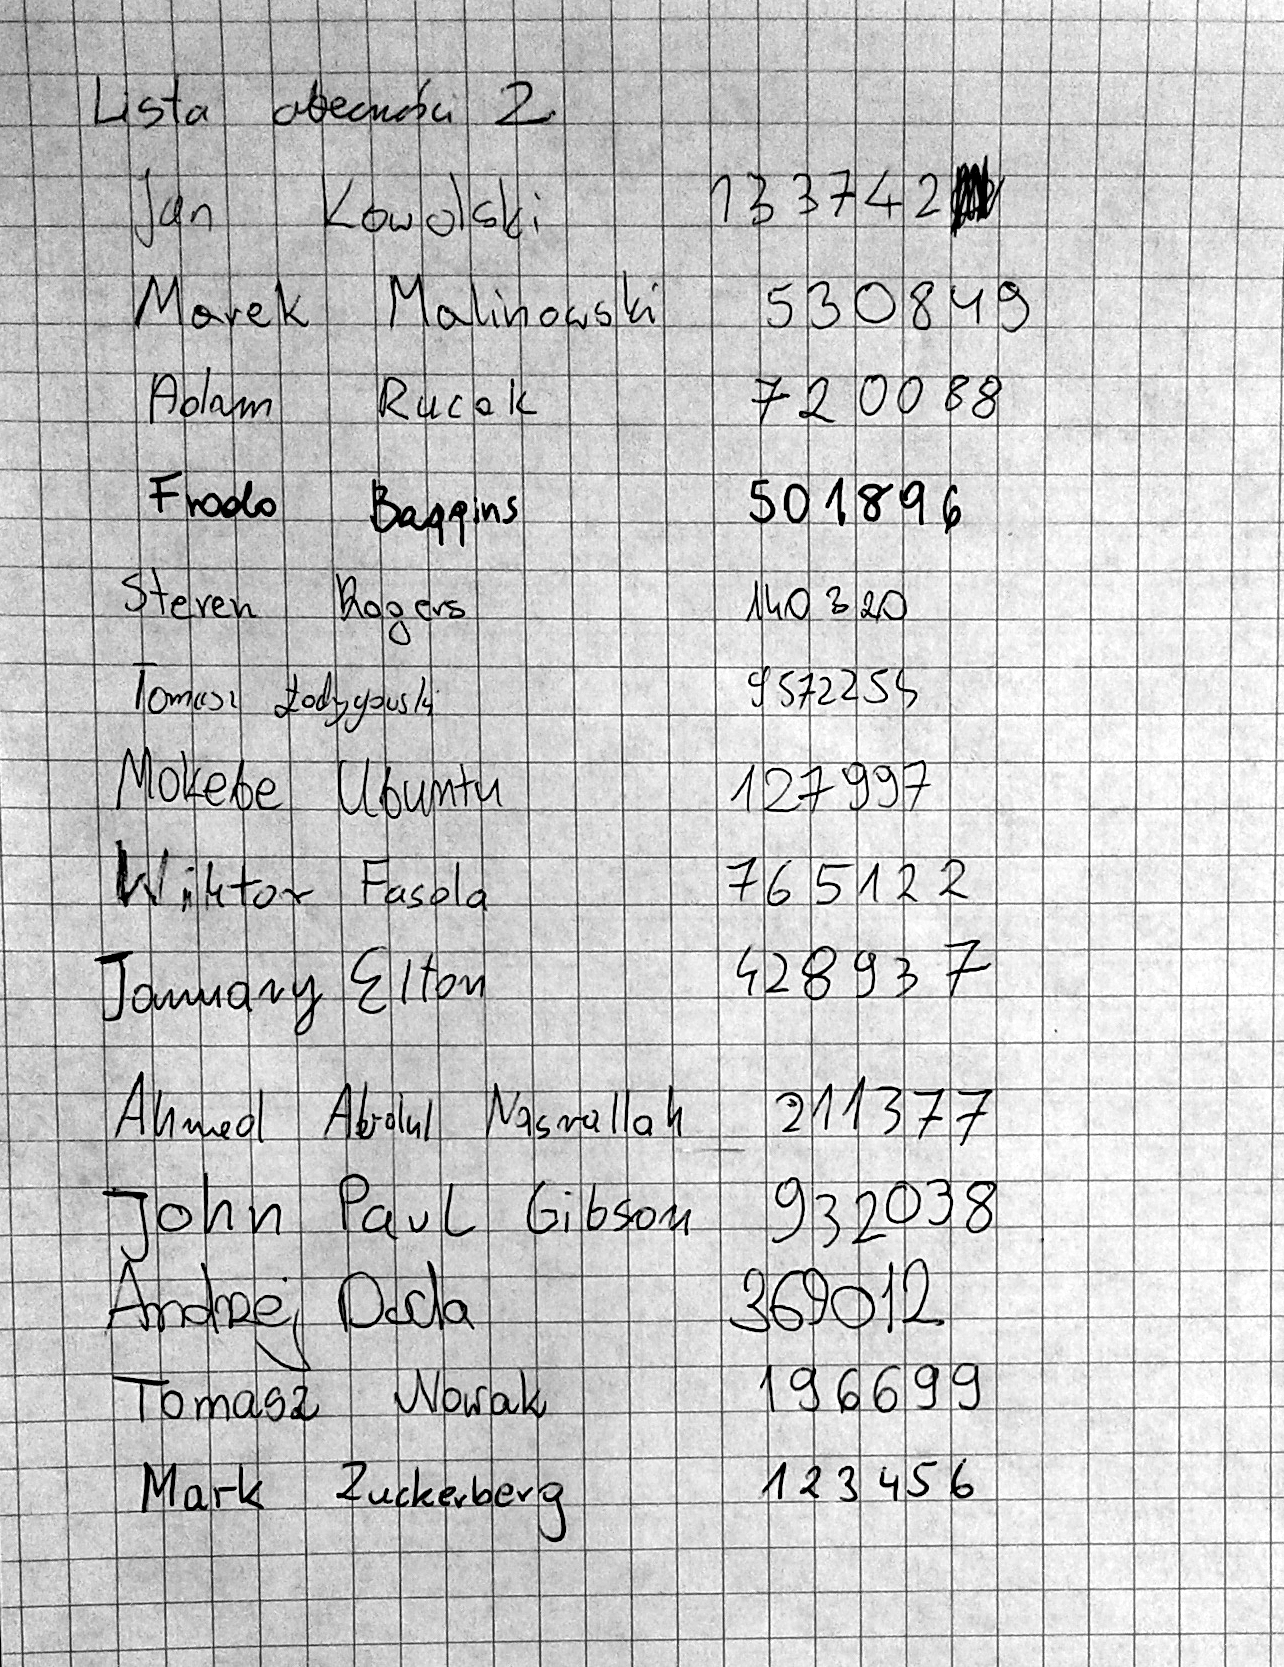 Lista obecności 2
Jan Kowalski 133742
Marek Malinowski 530849
Adam Rucak 720088
Frodo Baggins 501896
Steven Rogers 140320
Tomasz 9572255
Mokebe Ubuntu 127997
Wiktor Fasola 765122
January Elton 428937
Ahmed Abdul Nasrallah 211377
John Paul Gibson 932038
Andrzej Duda 369012
Tomasz Nowak 196699
Mark Zuckerberg 123456